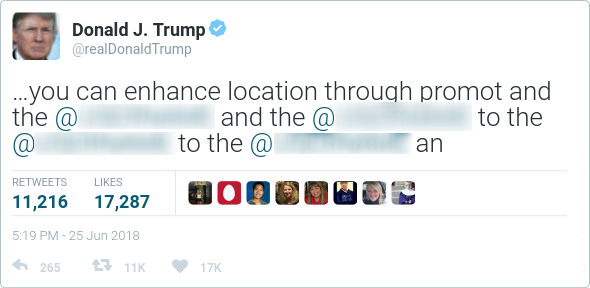 Donald J. Trump
@realDonaldTrump
...you can enhance location through promot and
the @ and the @ to the
@ to the @ an
RETWEETS LIKES
11,216 17,287
5:19 PM - 25 Jun 2018
265 11K 17K